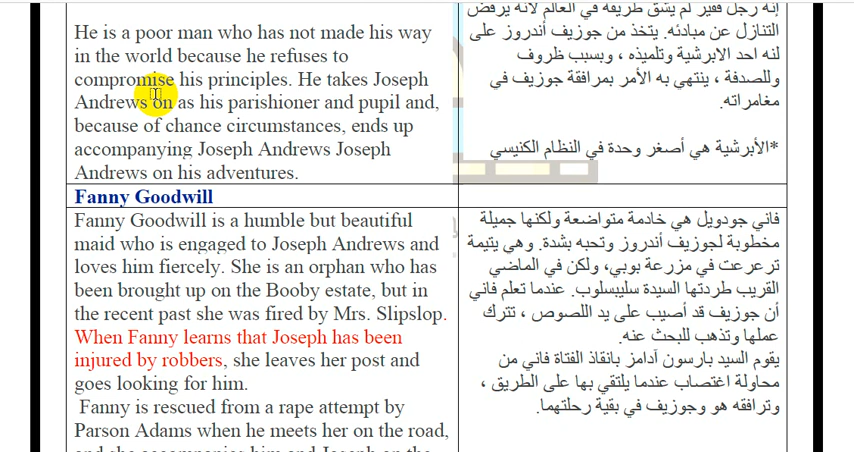 He is a poor man who has not made his way
in the world because he refuses to
compromise his principles. He takes Joseph
Andrews on as his parishioner and pupil and,
because of chance circumstances, ends up
accompanying Joseph Andrews Joseph
Andrews on his adventures.
إنه رجل فقير لم يشق طريقه في العالم لأنه يرفض
التنازل عن مبادئه. يتخذ من جوزيف أندروز على
لنه احد الابرشية وتلميذه ، وبسبب ظروف
وللصدفة ، ينتهي به الأمر بمرافقة جوزيف في
مغامراته.
*الأبرشية هي أصغر وحدة في النظام الكنيسي
Fanny Goodwill
Fanny Goodwill is a humble but beautiful
maid who is engaged to Joseph Andrews and
loves him fiercely. She is an orphan who has
been brought up on the Booby estate, but in
the recent past she was fired by Mrs. Slipslop.
When Fanny learns that Joseph has been
injured by robbers, she leaves her post and
goes looking for him.
Fanny is rescued from a rape attempt by
Parson Adams when he meets her on the road,
فاني جودويل هي خادمة متواضعة ولكنها جميلة
مخطوبة لجوزيف أندروز وتحبه بشدة. وهي يتيمة
ترعرعت في مزرعة بوبي، ولكن في الماضي
القريب طردتها السيدة سليبسلوب. عندما تعلم فاني
أن جوزيف قد أصيب على يد اللصوص ، تترك
عملها وتذهب للبحث عنه.
يقوم السيد بارسون آدامز بانقاذ الفتاة فاني من
محاولة اغتصاب عندما يلتقي بها على الطريق ،
وترافقه هو وجوزيف في بقية رحلتهما.